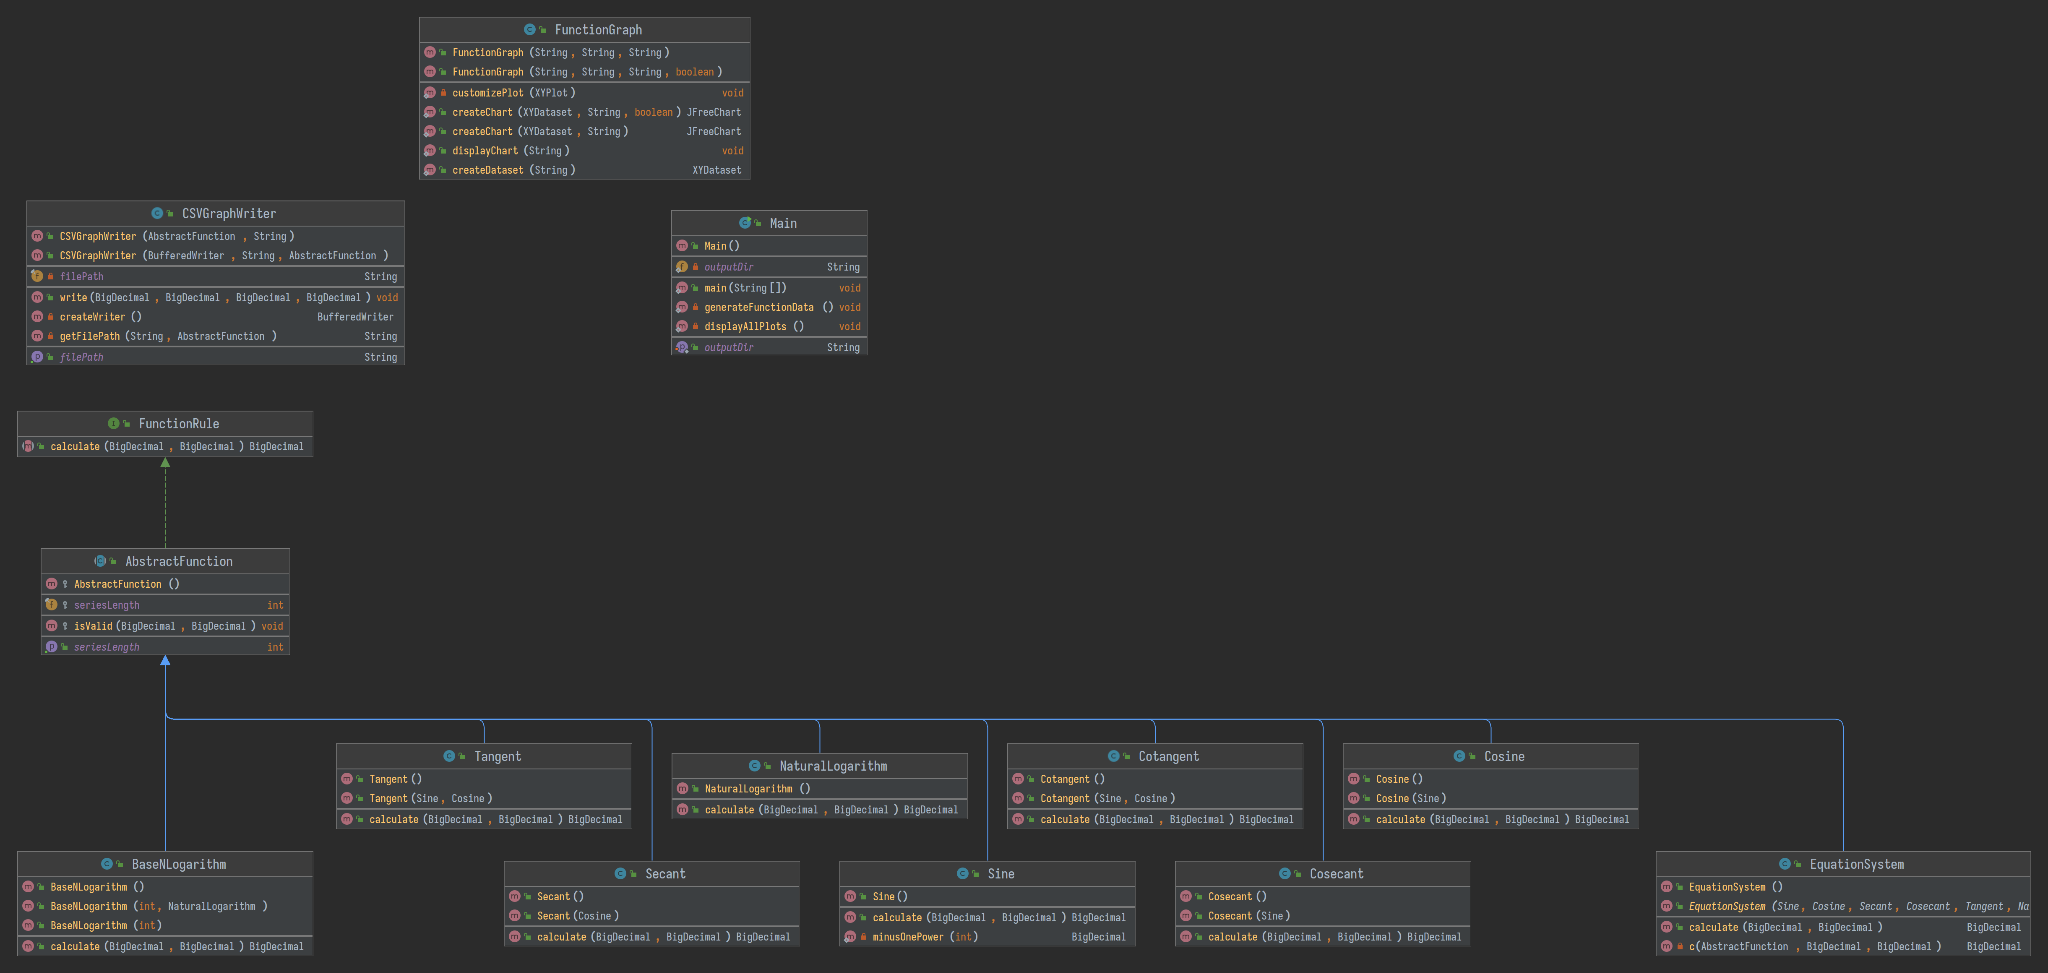 FunctionGraph
FunctionGraph (String, String, String)
FunctionGraph (String, String, String, boolean)
customizePlot (XYPlot) void
createChart (XYDataset, String, boolean) JFreeChart
createChart (XYDataset, String) JFreeChart
displayChart (String) void
createDataset (String) XYDataset
CSVGraphWriter
CSVGraphWriter (AbstractFunction, String)
CSVGraphWriter (BufferedWriter, String, AbstractFunction)
filePath String
write (BigDecimal, BigDecimal, BigDecimal, BigDecimal) void
createWriter () BufferedWriter
getFilePath (String, AbstractFunction) String
filePath String
Main
Main ()
outputDir String
main (String []) void
generateFunctionData () void
displayAllPlots () void
outputDir String
FunctionRule
calculate (BigDecimal, BigDecimal) BigDecimal
AbstractFunction
AbstractFunction ()
seriesLength int
isValid (BigDecimal, BigDecimal) void
seriesLength int
Tangent
Tangent ()
Tangent (Sine, Cosine)
calculate (BigDecimal, BigDecimal) BigDecimal
NaturalLogarithm
NaturalLogarithm ()
calculate (BigDecimal, BigDecimal) BigDecimal
Cotangent
Cotangent ()
Cotangent (Sine, Cosine)
calculate (BigDecimal, BigDecimal) BigDecimal
Cosine
Cosine ()
Cosine (Sine)
calculate (BigDecimal, BigDecimal) BigDecimal
BaseNLogarithm
BaseNLogarithm ()
BaseNLogarithm (int, NaturalLogarithm)
BaseNLogarithm (int)
calculate (BigDecimal, BigDecimal) BigDecimal
Secant
Secant ()
Secant (Cosine)
calculate (BigDecimal, BigDecimal) BigDecimal
Sine
Sine ()
calculate (BigDecimal, BigDecimal) BigDecimal
minusOnePower (int) BigDecimal
Cosecant
Cosecant ()
Cosecant (Sine)
calculate (BigDecimal, BigDecimal) BigDecimal
EquationSystem
EquationSystem ()
EquationSystem (Sine, Cosine, Secant, Cosecant, Tangent, Na
calculate (BigDecimal, BigDecimal) BigDecimal
c (AbstractFunction, BigDecimal, BigDecimal) BigDecimal